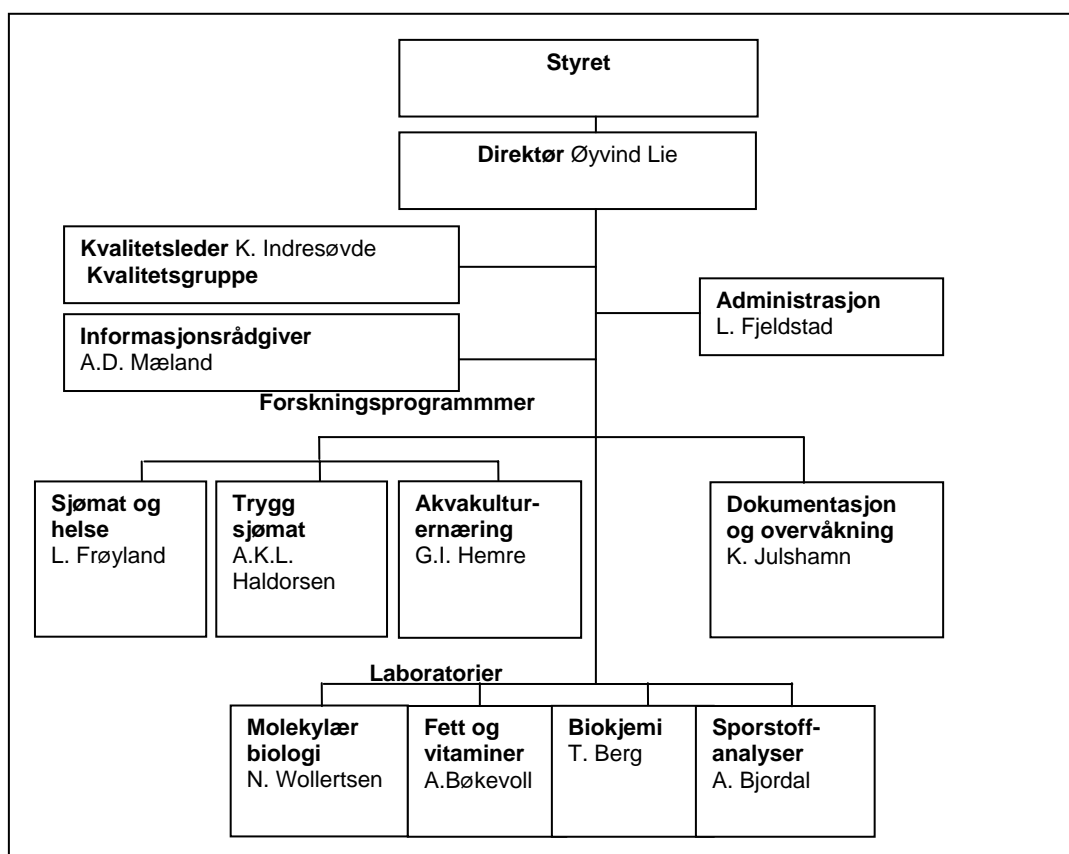 Styret
Direktør Øyvind Lie
Kvalitetsleder K. Indresøvde
Kvalitetsgruppe
Administrasjon
L. Fjeldstad
Informasjonsrådgiver
A.D. Mæland
Forskningsprogrammmer
Sjømat og
helse
L. Frøyland
Trygg
sjømat
A.K.L.
Haldorsen
Akvakultur-
ernæring
G.I. Hemre
Dokumentasjon
og overvåkning
K. Julshamn
Laboratorier
Molekylær
biologi
N. Wollertsen
Fett og
vitaminer
A.Bøkevoll
Biokjemi
T. Berg
Sporstoff-
analyser
A. Bjordal